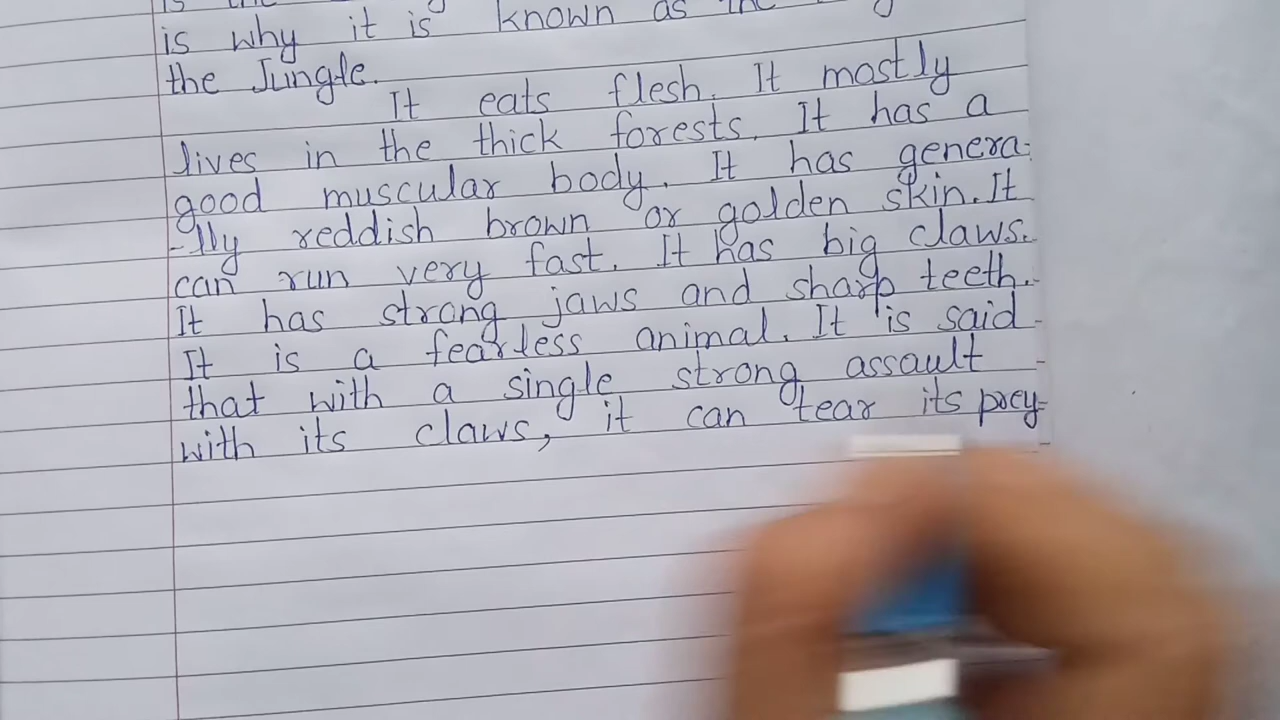 is the
is why it is known as the
the Jungle.
It eats flesh. It mostly
lives in the thick forests. It has a
good muscular body. It has genera-
-lly reddish brown or golden skin. It
can run very fast. It has big claws.
It has strong jaws and sharp teeth.
It is a fearless animal. It is said
that with a single strong assault
with its claws, it can tear its prey